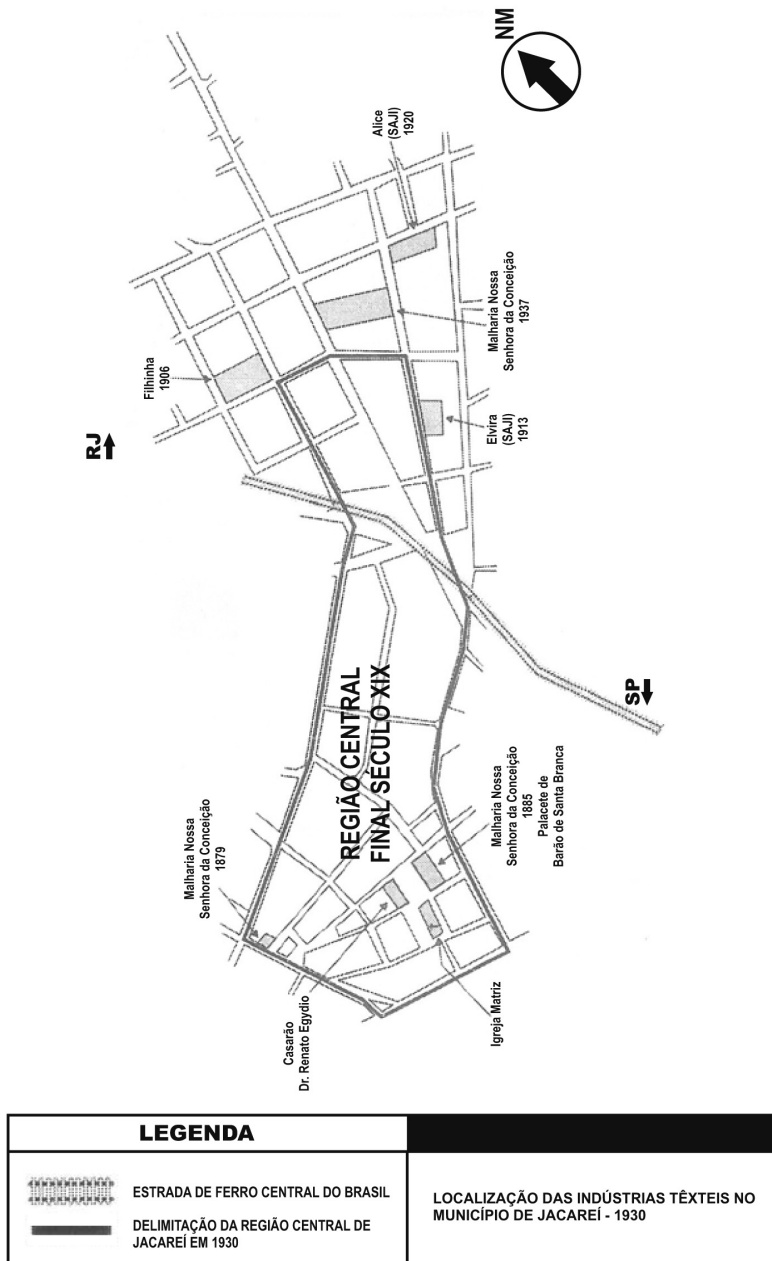 NM
Alice
(SAJI)
1920
Malharia Nossa
Senhora da Conceição
1937
Filhinha
1906
Elvira
(SAJI)
1913
RJ
SP
REGIÃO CENTRAL
FINAL SÉCULO XIX
Malharia Nossa
Senhora da Conceição
1879
Malharia Nossa
Senhora da Conceição
1885
Palacete de
Barão de Santa Branca
Casarão
Dr. Renato Egydio
Igreja Matriz
LEGENDA
ESTRADA DE FERRO CENTRAL DO BRASIL
DELIMITAÇÃO DA REGIÃO CENTRAL DE
JACAREÍ EM 1930
LOCALIZAÇÃO DAS INDÚSTRIAS TÊXTEIS NO
MUNICÍPIO DE JACAREÍ - 1930